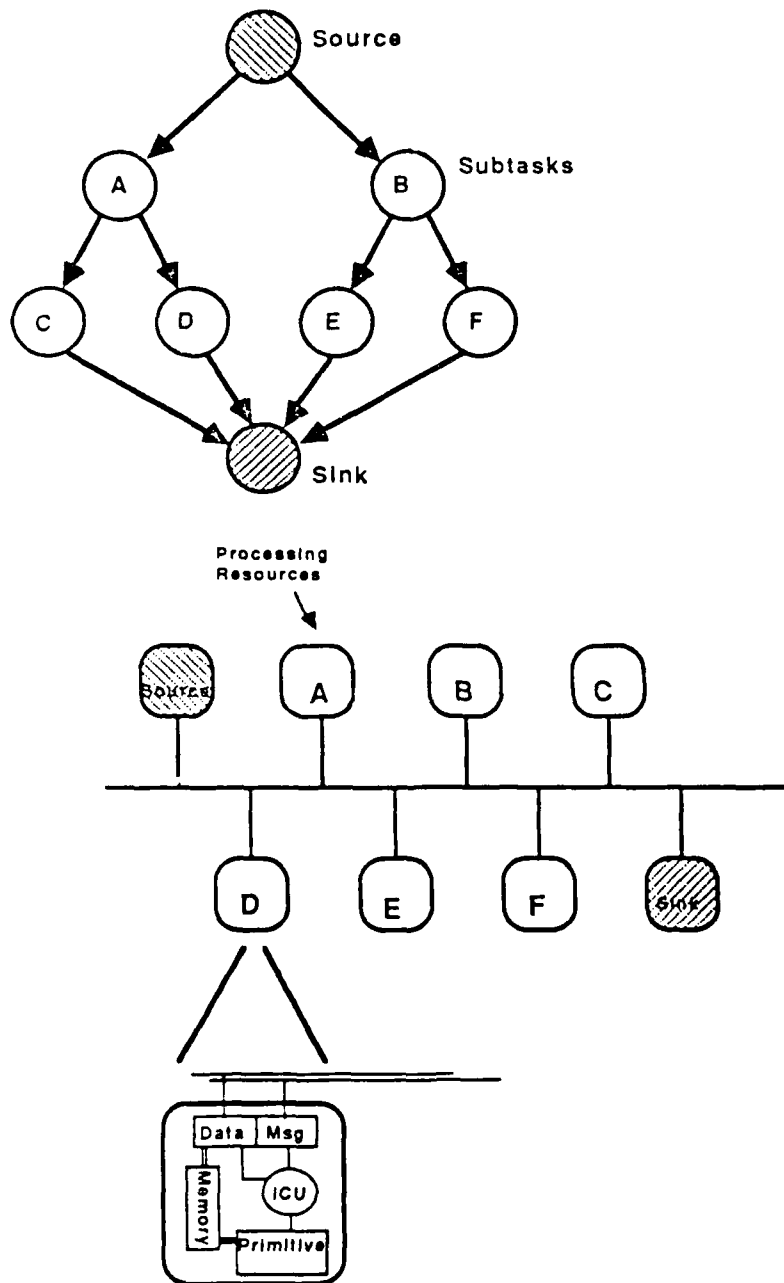 Source
A
B
Subtasks
C
D
E
F
Sink
Processing
Resources
Source
A
B
C
D
E
F
Sink
Data
Msg
Memory
ICU
Primitive